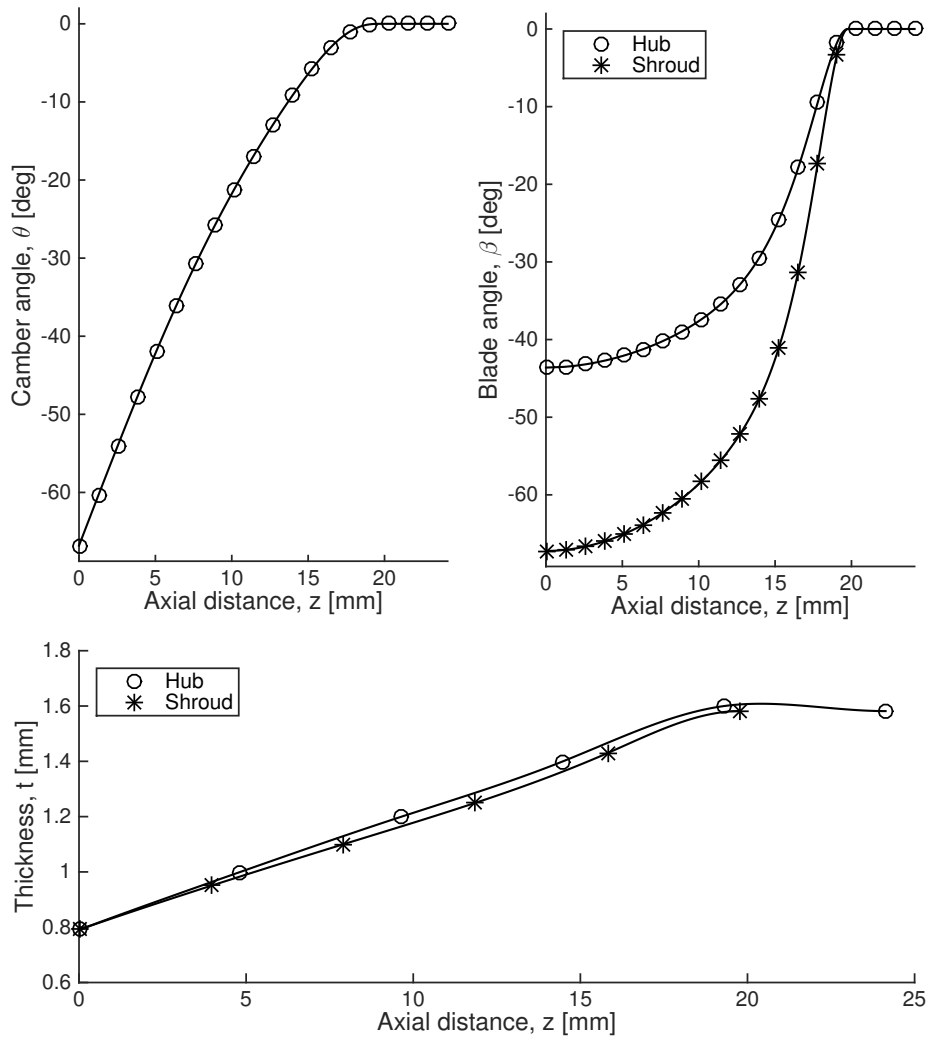 0
-10
-20
-30
-40
-50
-60
Camber angle, θ [deg]
0 5 10 15 20
Axial distance, z [mm]
Hub
Shroud
0
-10
-20
-30
-40
-50
-60
Blade angle, β [deg]
0 5 10 15 20
Axial distance, z [mm]
Hub
Shroud
1.8
1.6
1.4
1.2
1
0.8
0.6
Thickness, t [mm]
0 5 10 15 20 25
Axial distance, z [mm]